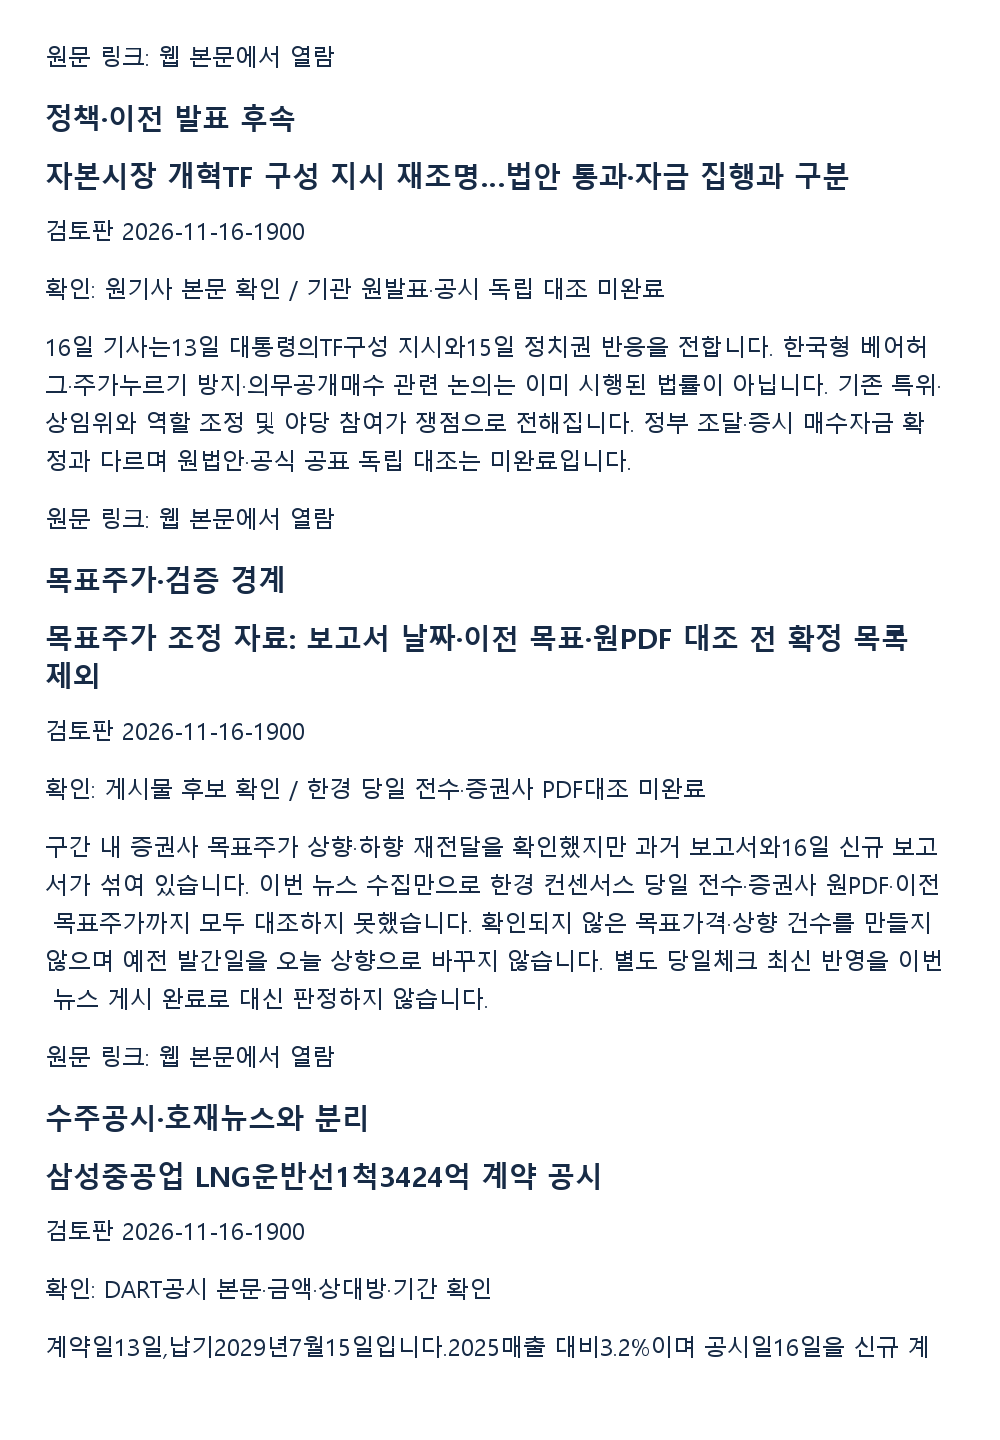 원문 링크: 웹 본문에서 열람
정책·이전 발표 후속
자본시장 개혁TF 구성 지시 재조명...법안 통과·자금 집행과 구분
검토판 2026-11-16-1900
확인: 원기사 본문 확인 / 기관 원발표·공시 독립 대조 미완료
16일 기사는13일 대통령의TF구성 지시와15일 정치권 반응을 전합니다. 한국형 베어허
그·주가누르기 방지·의무공개매수 관련 논의는 이미 시행된 법률이 아닙니다. 기존 특위·
상임위와 역할 조정 및 야당 참여가 쟁점으로 전해집니다. 정부 조달·증시 매수자금 확
정과 다르며 원법안·공식 공표 독립 대조는 미완료입니다.
원문 링크: 웹 본문에서 열람
목표주가·검증 경계
목표주가 조정 자료: 보고서 날짜·이전 목표·원PDF 대조 전 확정 목록
제외
검토판 2026-11-16-1900
확인: 게시물 후보 확인 / 한경 당일 전수·증권사 PDF대조 미완료
구간 내 증권사 목표주가 상향·하향 재전달을 확인했지만 과거 보고서와16일 신규 보고
서가 섞여 있습니다. 이번 뉴스 수집만으로 한경 컨센서스 당일 전수·증권사 원PDF·이전
목표주가까지 모두 대조하지 못했습니다. 확인되지 않은 목표가격·상향 건수를 만들지
않으며 예전 발간일을 오늘 상향으로 바꾸지 않습니다. 별도 당일체크 최신 반영을 이번
뉴스 게시 완료로 대신 판정하지 않습니다.
원문 링크: 웹 본문에서 열람
수주공시·호재뉴스와 분리
삼성중공업 LNG운반선1척3424억 계약 공시
검토판 2026-11-16-1900
확인: DART공시 본문·금액·상대방·기간 확인
계약일13일,납기2029년7월15일입니다.2025매출 대비3.2%이며 공시일16일을 신규 계